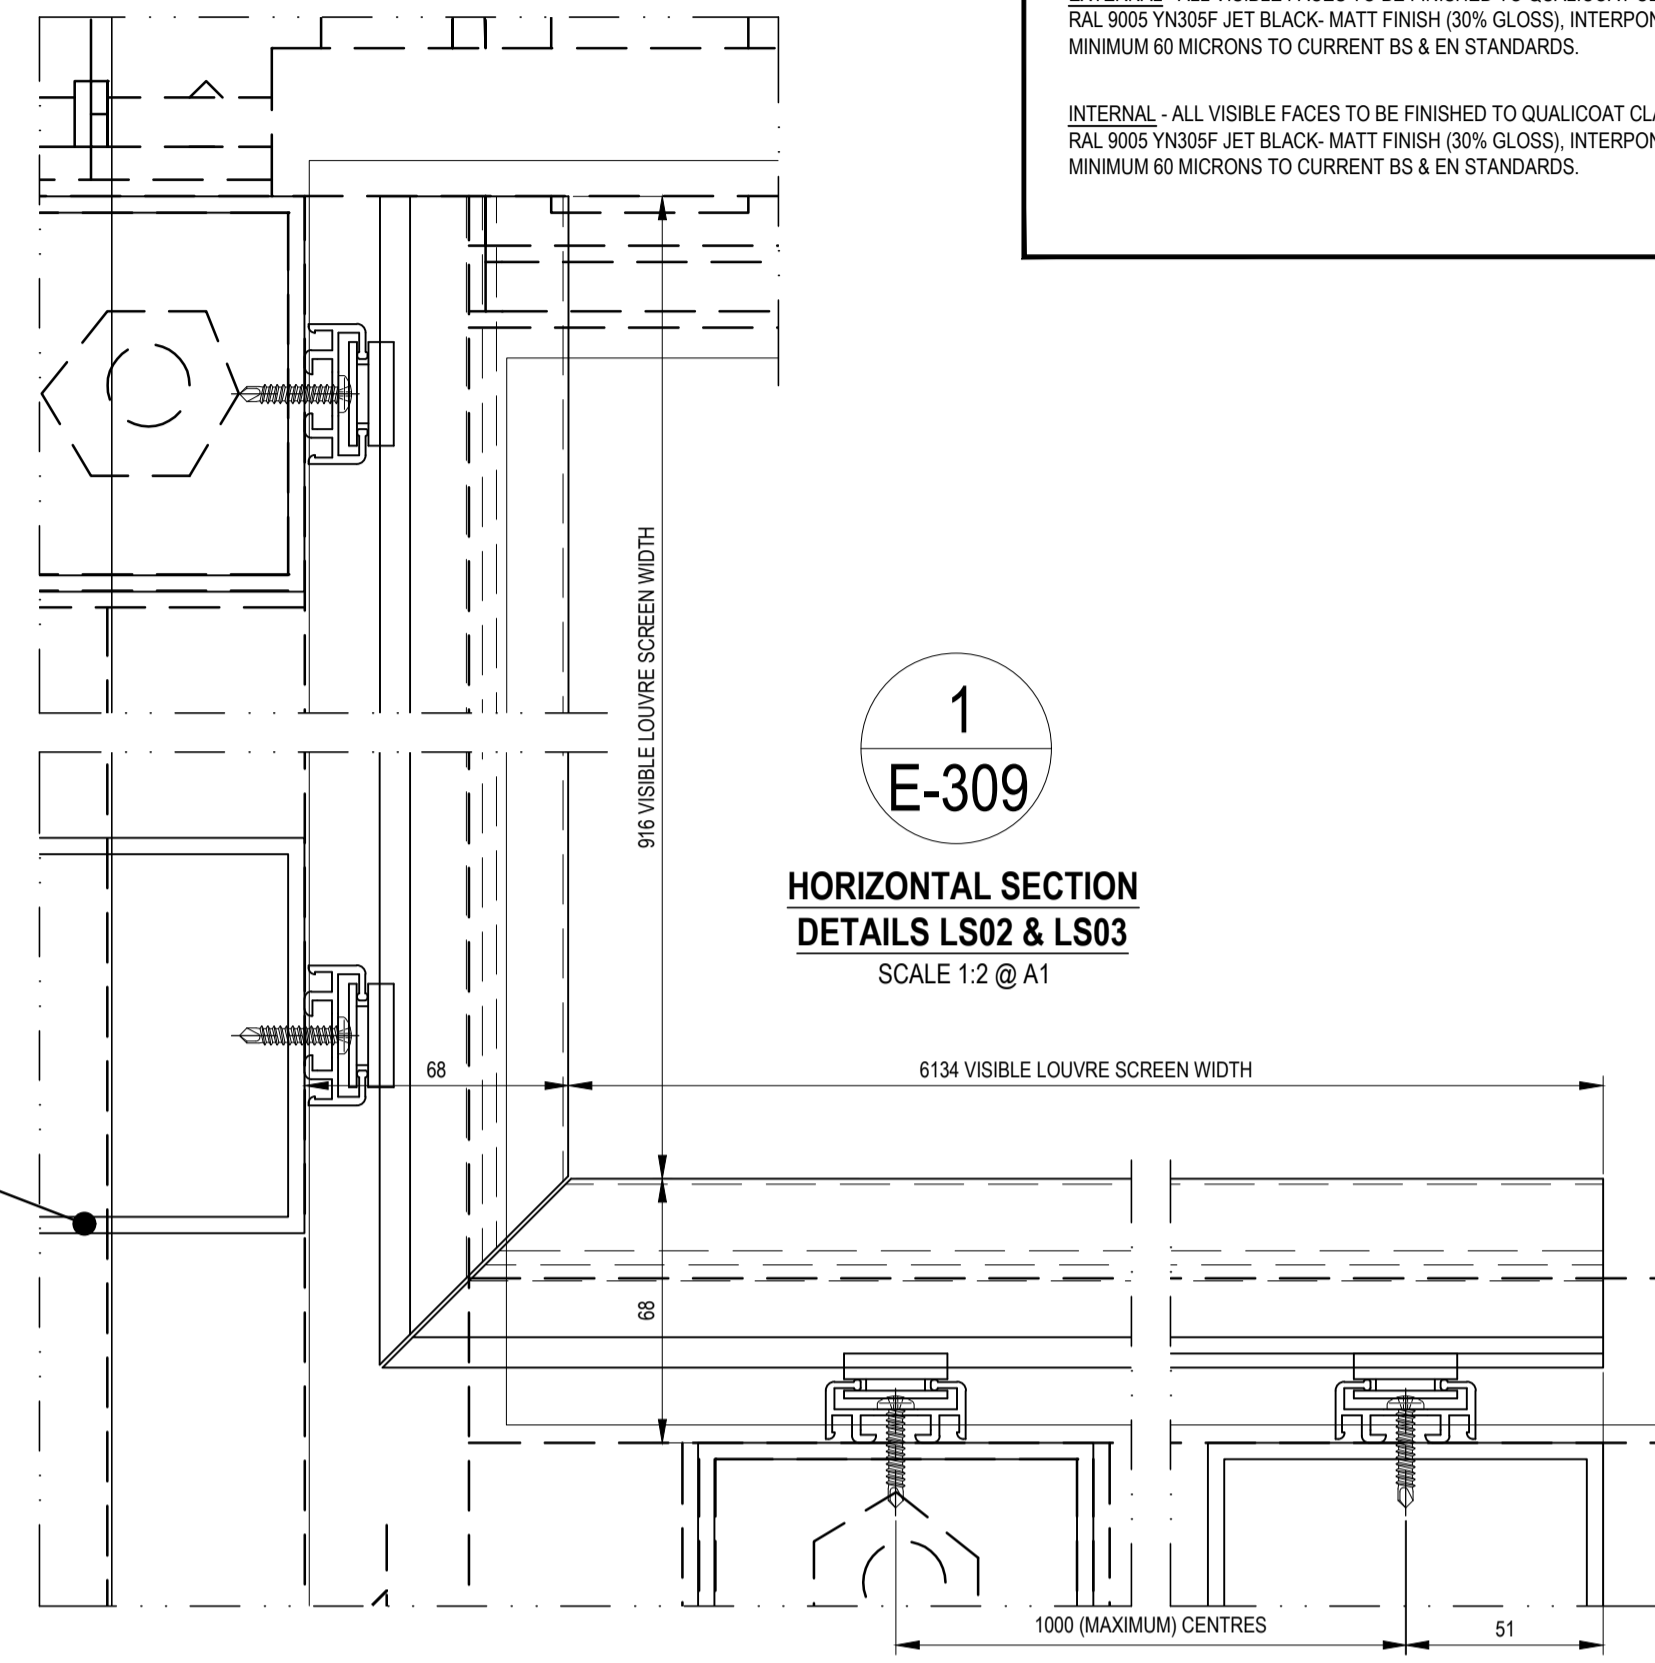 RAL 9005 YN305F JET BLACK- MATT FINISH (30% GLOSS), INTERPON
MINIMUM 60 MICRONS TO CURRENT BS & EN STANDARDS.
INTERNAL - ALL VISIBLE FACES TO BE FINISHED TO QUALICOAT
RAL 9005 YN305F JET BLACK- MATT FINISH (30% GLOSS), INTERPON
MINIMUM 60 MICRONS TO CURRENT BS & EN STANDARDS.
916 VISIBLE LOUVRE SCREEN WIDTH
1
E-309
HORIZONTAL SECTION
DETAILS LS02 & LS03
SCALE 1:2 @ A1
68
6134 VISIBLE LOUVRE SCREEN WIDTH
68
1000 (MAXIMUM) CENTRES
51